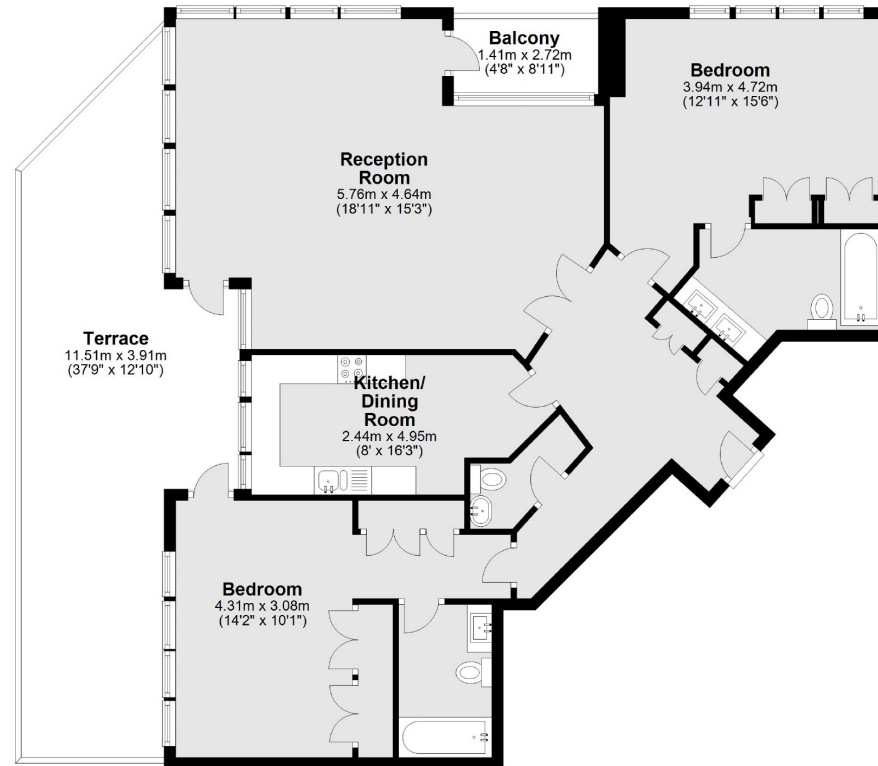 Balcony
1.41m x 2.72m
(4'8" x 8'11")
Bedroom
3.94m x 4.72m
(12'11" x 15'6")
Reception
Room
5.76m x 4.64m
(18'11" x 15'3")
Terrace
11.51m x 3.91m
(37'9" x 12'10")
Kitchen/
Dining
Room
2.44m x 4.95m
(8' x 16'3")
Bedroom
4.31m x 3.08m
(14'2" x 10'1")